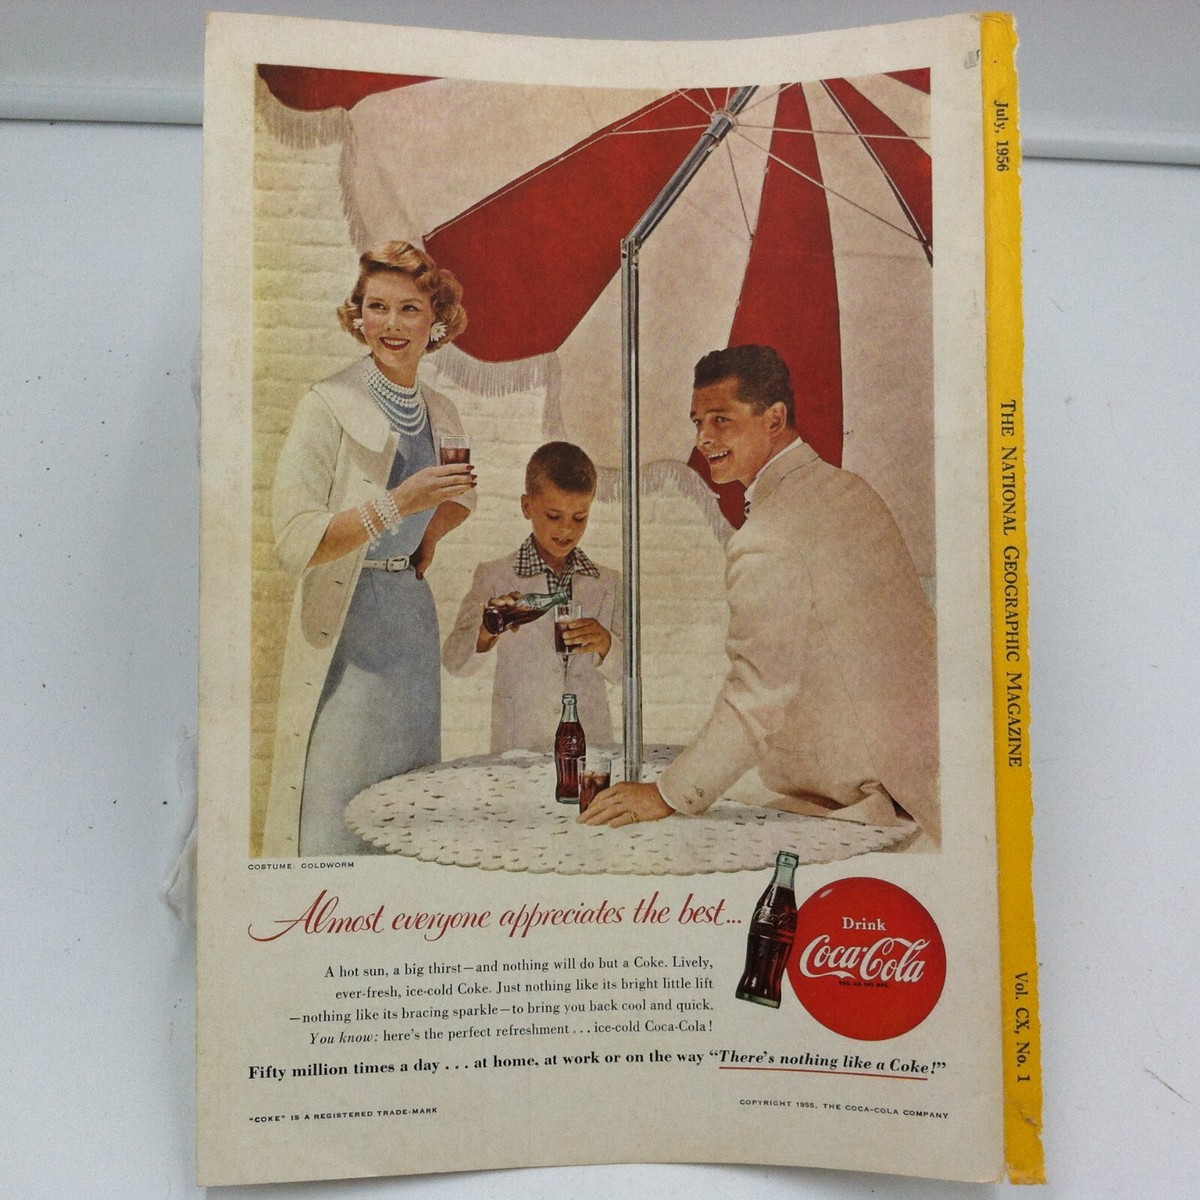 July, 1956
THE NATIONAL GEOGRAPHIC MAGAZINE
Vol. CX, No. 1
COSTUME: GOLDWORM
Almost everyone appreciates the best...
Drink
Coca-Cola
REG. U.S. PAT. OFF.
A hot sun, a big thirst—and nothing will do but a Coke. Lively,
ever-fresh, ice-cold Coke. Just nothing like its bright little lift
—nothing like its bracing sparkle—to bring you back cool and quick.
You know: here's the perfect refreshment . . . ice-cold Coca-Cola!
Fifty million times a day . . . at home, at work or on the way “There's nothing like a Coke!”
"COKE" IS A REGISTERED TRADE-MARK
COPYRIGHT 1955, THE COCA-COLA COMPANY